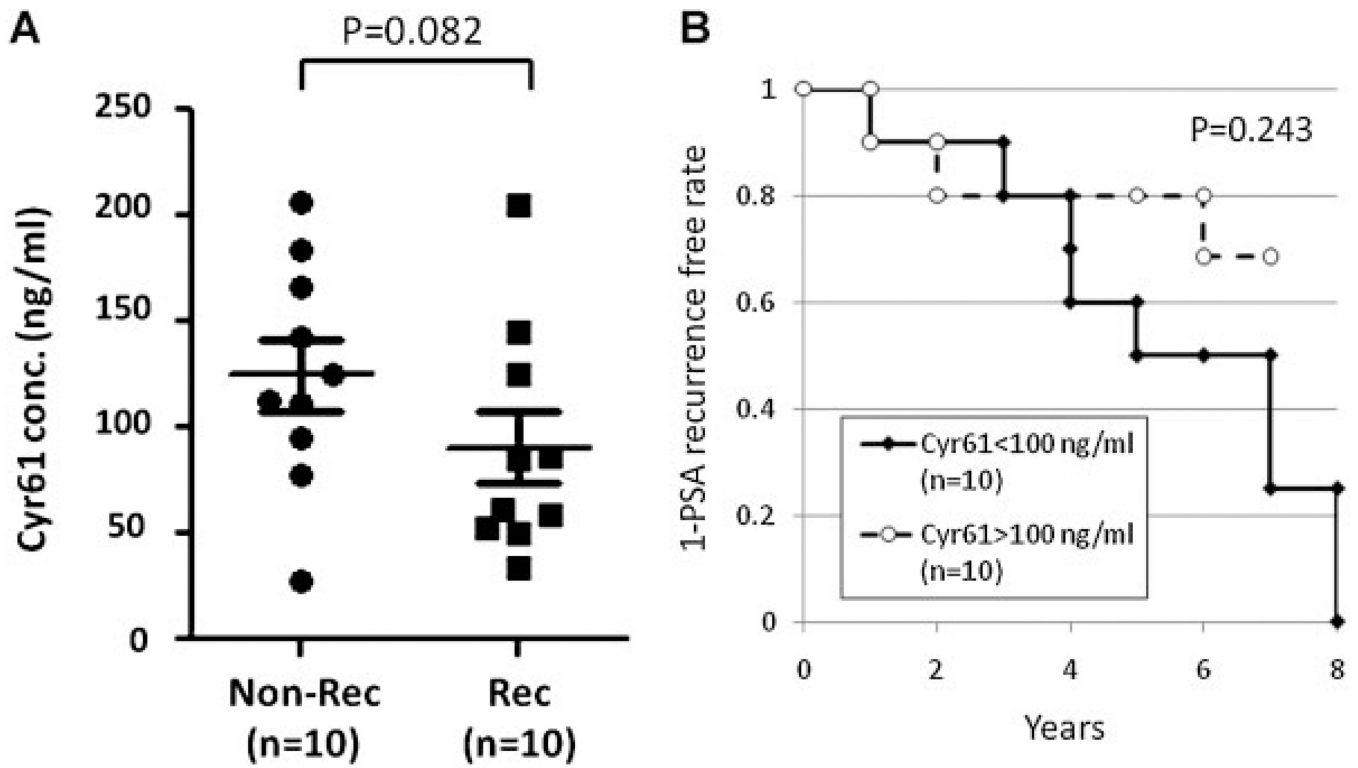 A
P=0.082
Cyr61 conc. (ng/ml)
250
200
150
100
50
0
Non-Rec
(n=10)
Rec
(n=10)
B
P=0.243
1-PSA recurrence free rate
1
0.8
0.6
0.4
0.2
0
Cyr61<100 ng/ml
(n=10)
Cyr61>100 ng/ml
(n=10)
0 2 4 6 8
Years